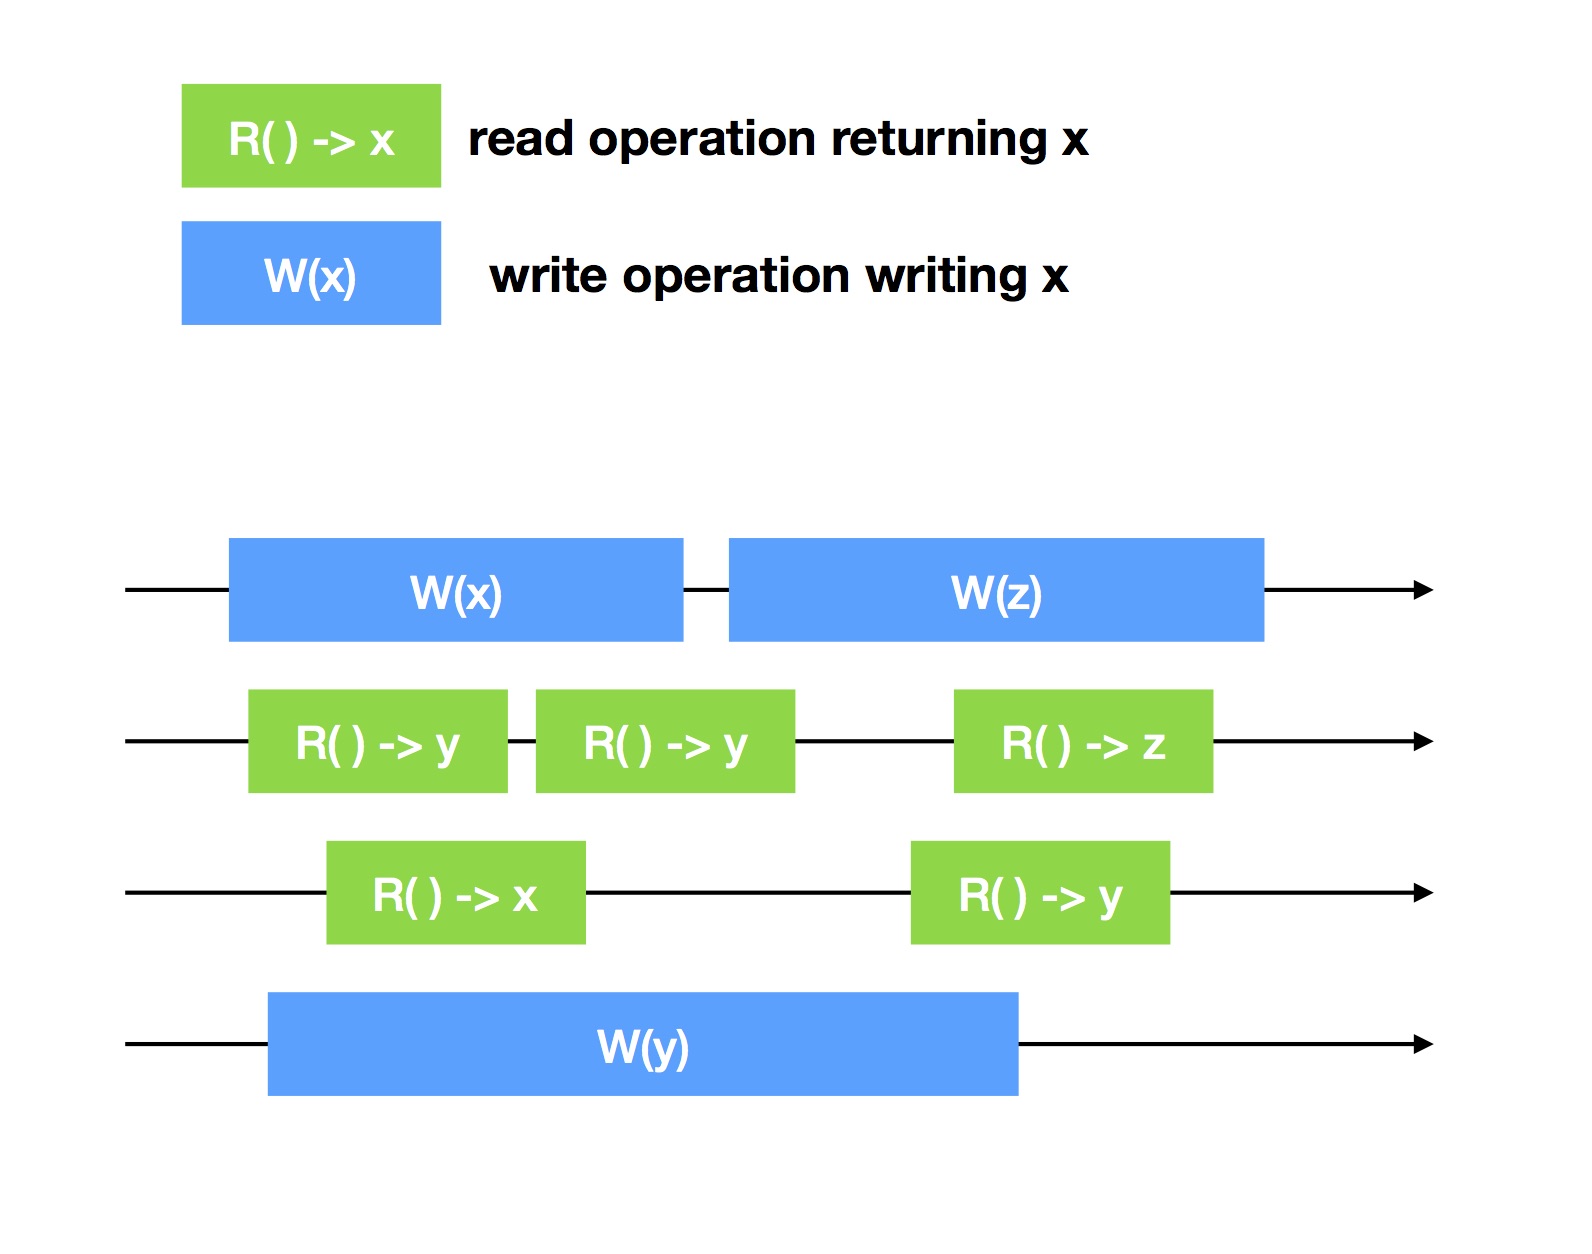 R( ) -> x read operation returning x
W(x) write operation writing x
W(x) W(z)
R( ) -> y R( ) -> y R( ) -> z
R( ) -> x R( ) -> y
W(y)